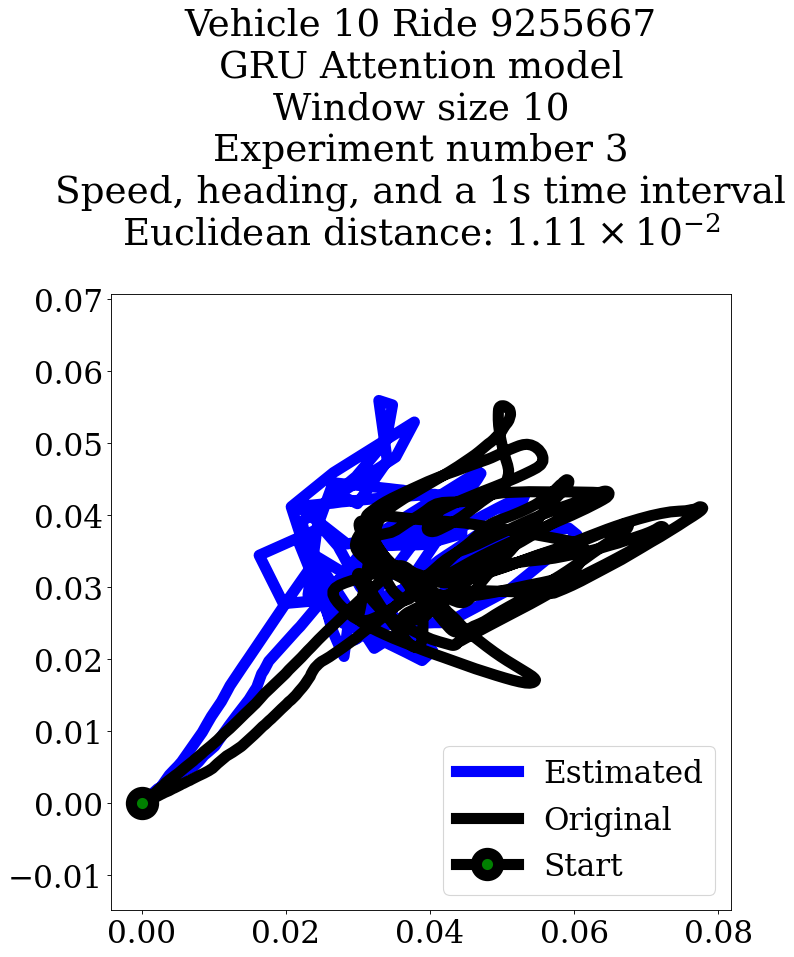 Vehicle 10 Ride 9255667
GRU Attention model
Window size 10
Experiment number 3
Speed, heading, and a 1s time interval
Euclidean distance: 1.11 × 10⁻²
0.07
0.06
0.05
0.04
0.03
0.02
0.01
0.00
−0.01
Estimated
Original
Start
0.00 0.02 0.04 0.06 0.08